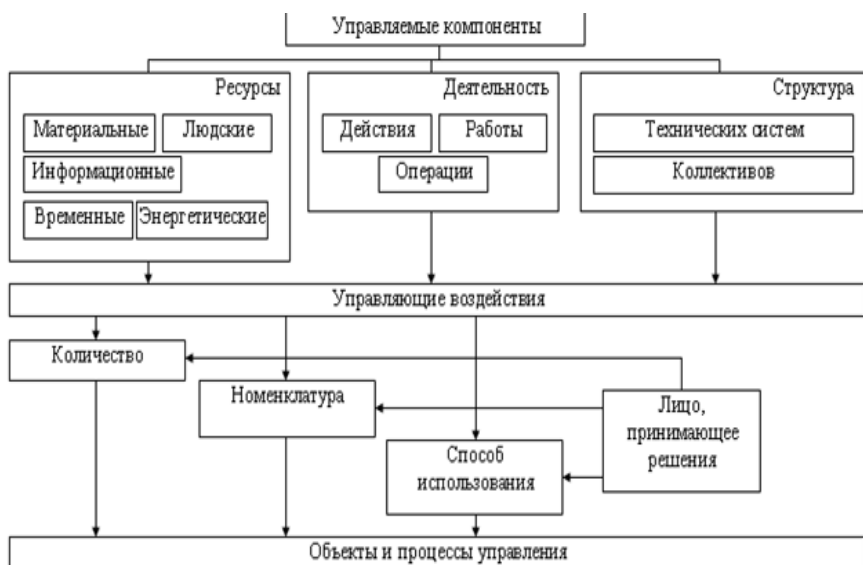 Управляемые компоненты
Ресурсы
Материальные
Людские
Информационные
Временные
Энергетические
Деятельность
Действия
Работы
Операции
Структура
Технических систем
Коллективов
Управляющие воздействия
Количество
Номенклатура
Способ
использования
Лицо,
принимающее
решения
Объекты и процессы управления